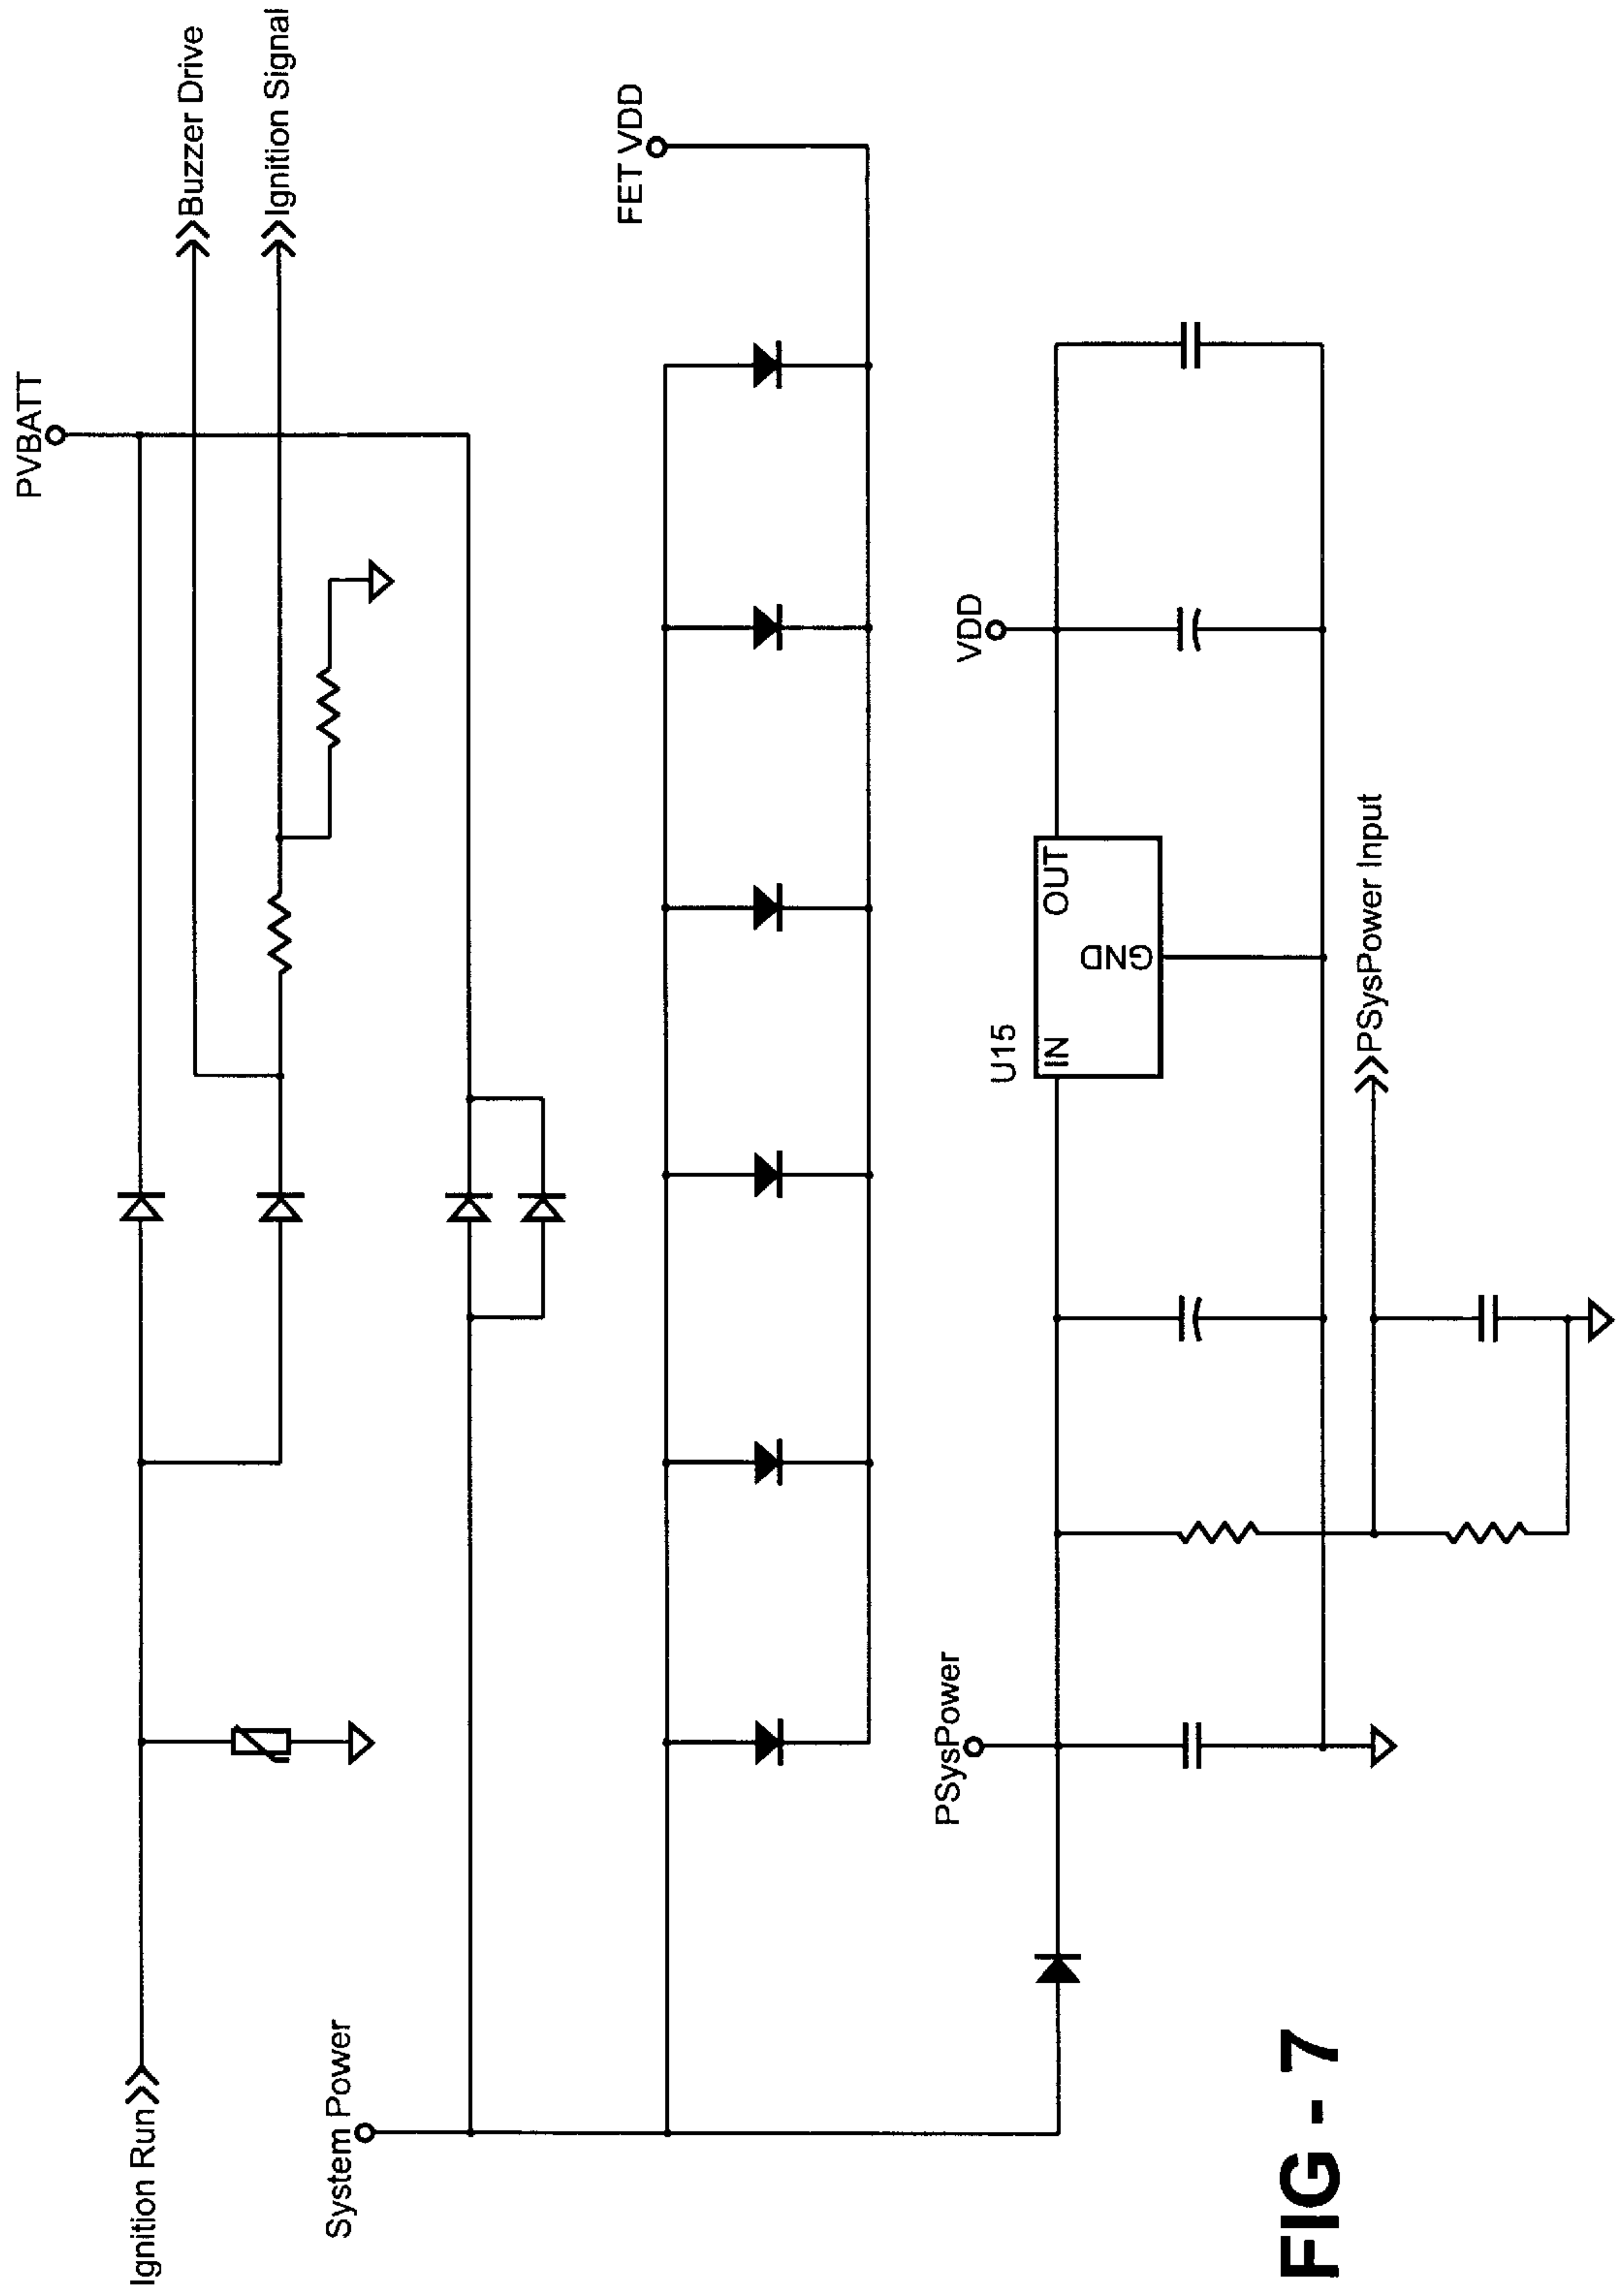 PVBATT
Buzzer Drive
Ignition Signal
Ignition Run
System Power
FET VDD
PSysPower
VDD
U15
IN
OUT
GND
PSysPower Input
FIG - 7